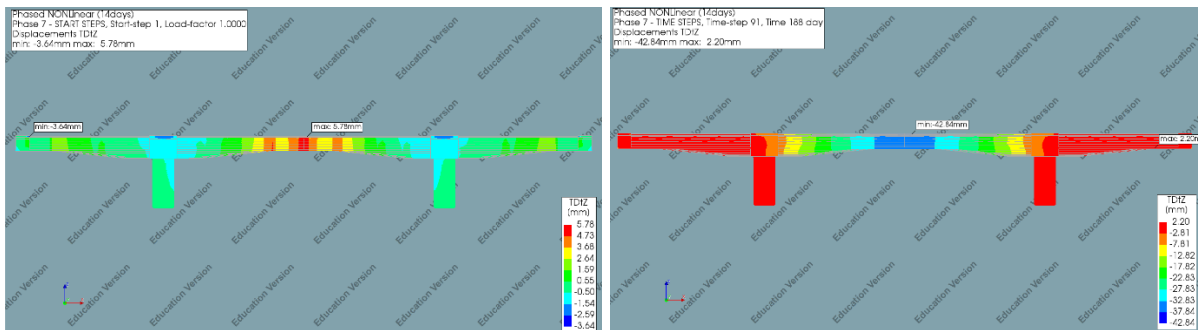 Phased NONLinear (14days)
Phase 7 - START STEPS, Start-step 1, Load-factor 1.0000
Displacements TDtZ
min: -3.64mm max: 5.78mm
min:-3.64mm
max: 5.78mm
TDtZ
(mm)
5.78
4.73
3.68
2.64
1.59
0.55
-0.50
-1.54
-2.59
-3.64
Z
X
Education Version
Phased NONLinear (14days)
Phase 7 - TIME STEPS, Time-step 91, Time 188 day
Displacements TDtZ
min: -42.84mm max: 2.20mm
min:-42.84mm
max: 2.20
TDtZ
(mm)
2.20
-2.81
-12.82
-17.82
-22.83
-27.83
-32.83
-37.84
-42.84
Education Version